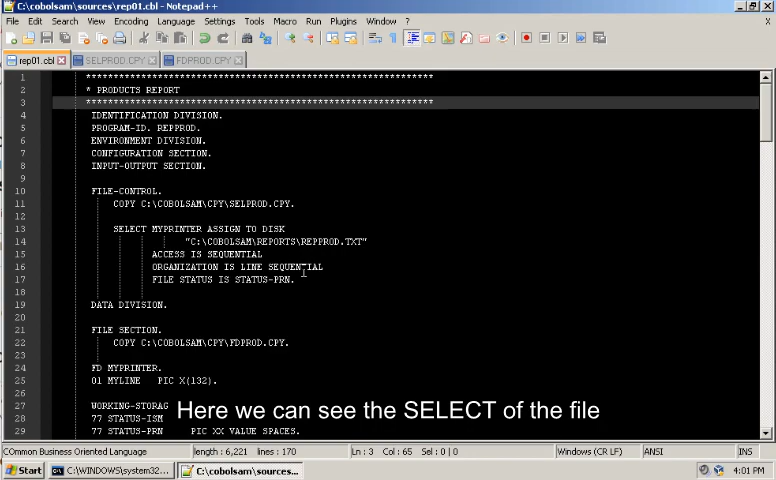 C:\cobolsam\sources\rep01.cbl - Notepad++
File Edit Search View Encoding Language Settings Tools Macro Run Plugins Window ? X
rep01.cbl SELPROD.CPY FDPROD.CPY
1 ****************************************************************
2 * PRODUCTS REPORT
3 ****************************************************************
4 IDENTIFICATION DIVISION.
5 PROGRAM-ID. REPPROD.
6 ENVIRONMENT DIVISION.
7 CONFIGURATION SECTION.
8 INPUT-OUTPUT SECTION.
9
10 FILE-CONTROL.
11 COPY C:\COBOLSAM\CPY\SELPROD.CPY.
12
13 SELECT MYPRINTER ASSIGN TO DISK
14 "C:\COBOLSAM\REPORTS\REPPROD.TXT"
15 ACCESS IS SEQUENTIAL
16 ORGANIZATION IS LINE SEQUENTIAL
17 FILE STATUS IS STATUS-PRN.
18
19 DATA DIVISION.
20
21 FILE SECTION.
22 COPY C:\COBOLSAM\CPY\FDPROD.CPY.
23
24 FD MYPRINTER.
25 01 MYLINE PIC X(132).
26
27 WORKING-STORAG
28 77 STATUS-ISM
29 77 STATUS-PRN PIC XX VALUE SPACES.
Here we can see the SELECT of the file
COmmon Business Oriented Language length : 6,221 lines : 170 Ln : 3 Col : 65 Sel : 0 | 0 Windows (CR LF) ANSI INS
Start C:\WINDOWS\system32... C:\cobolsam\sources... 4:01 PM